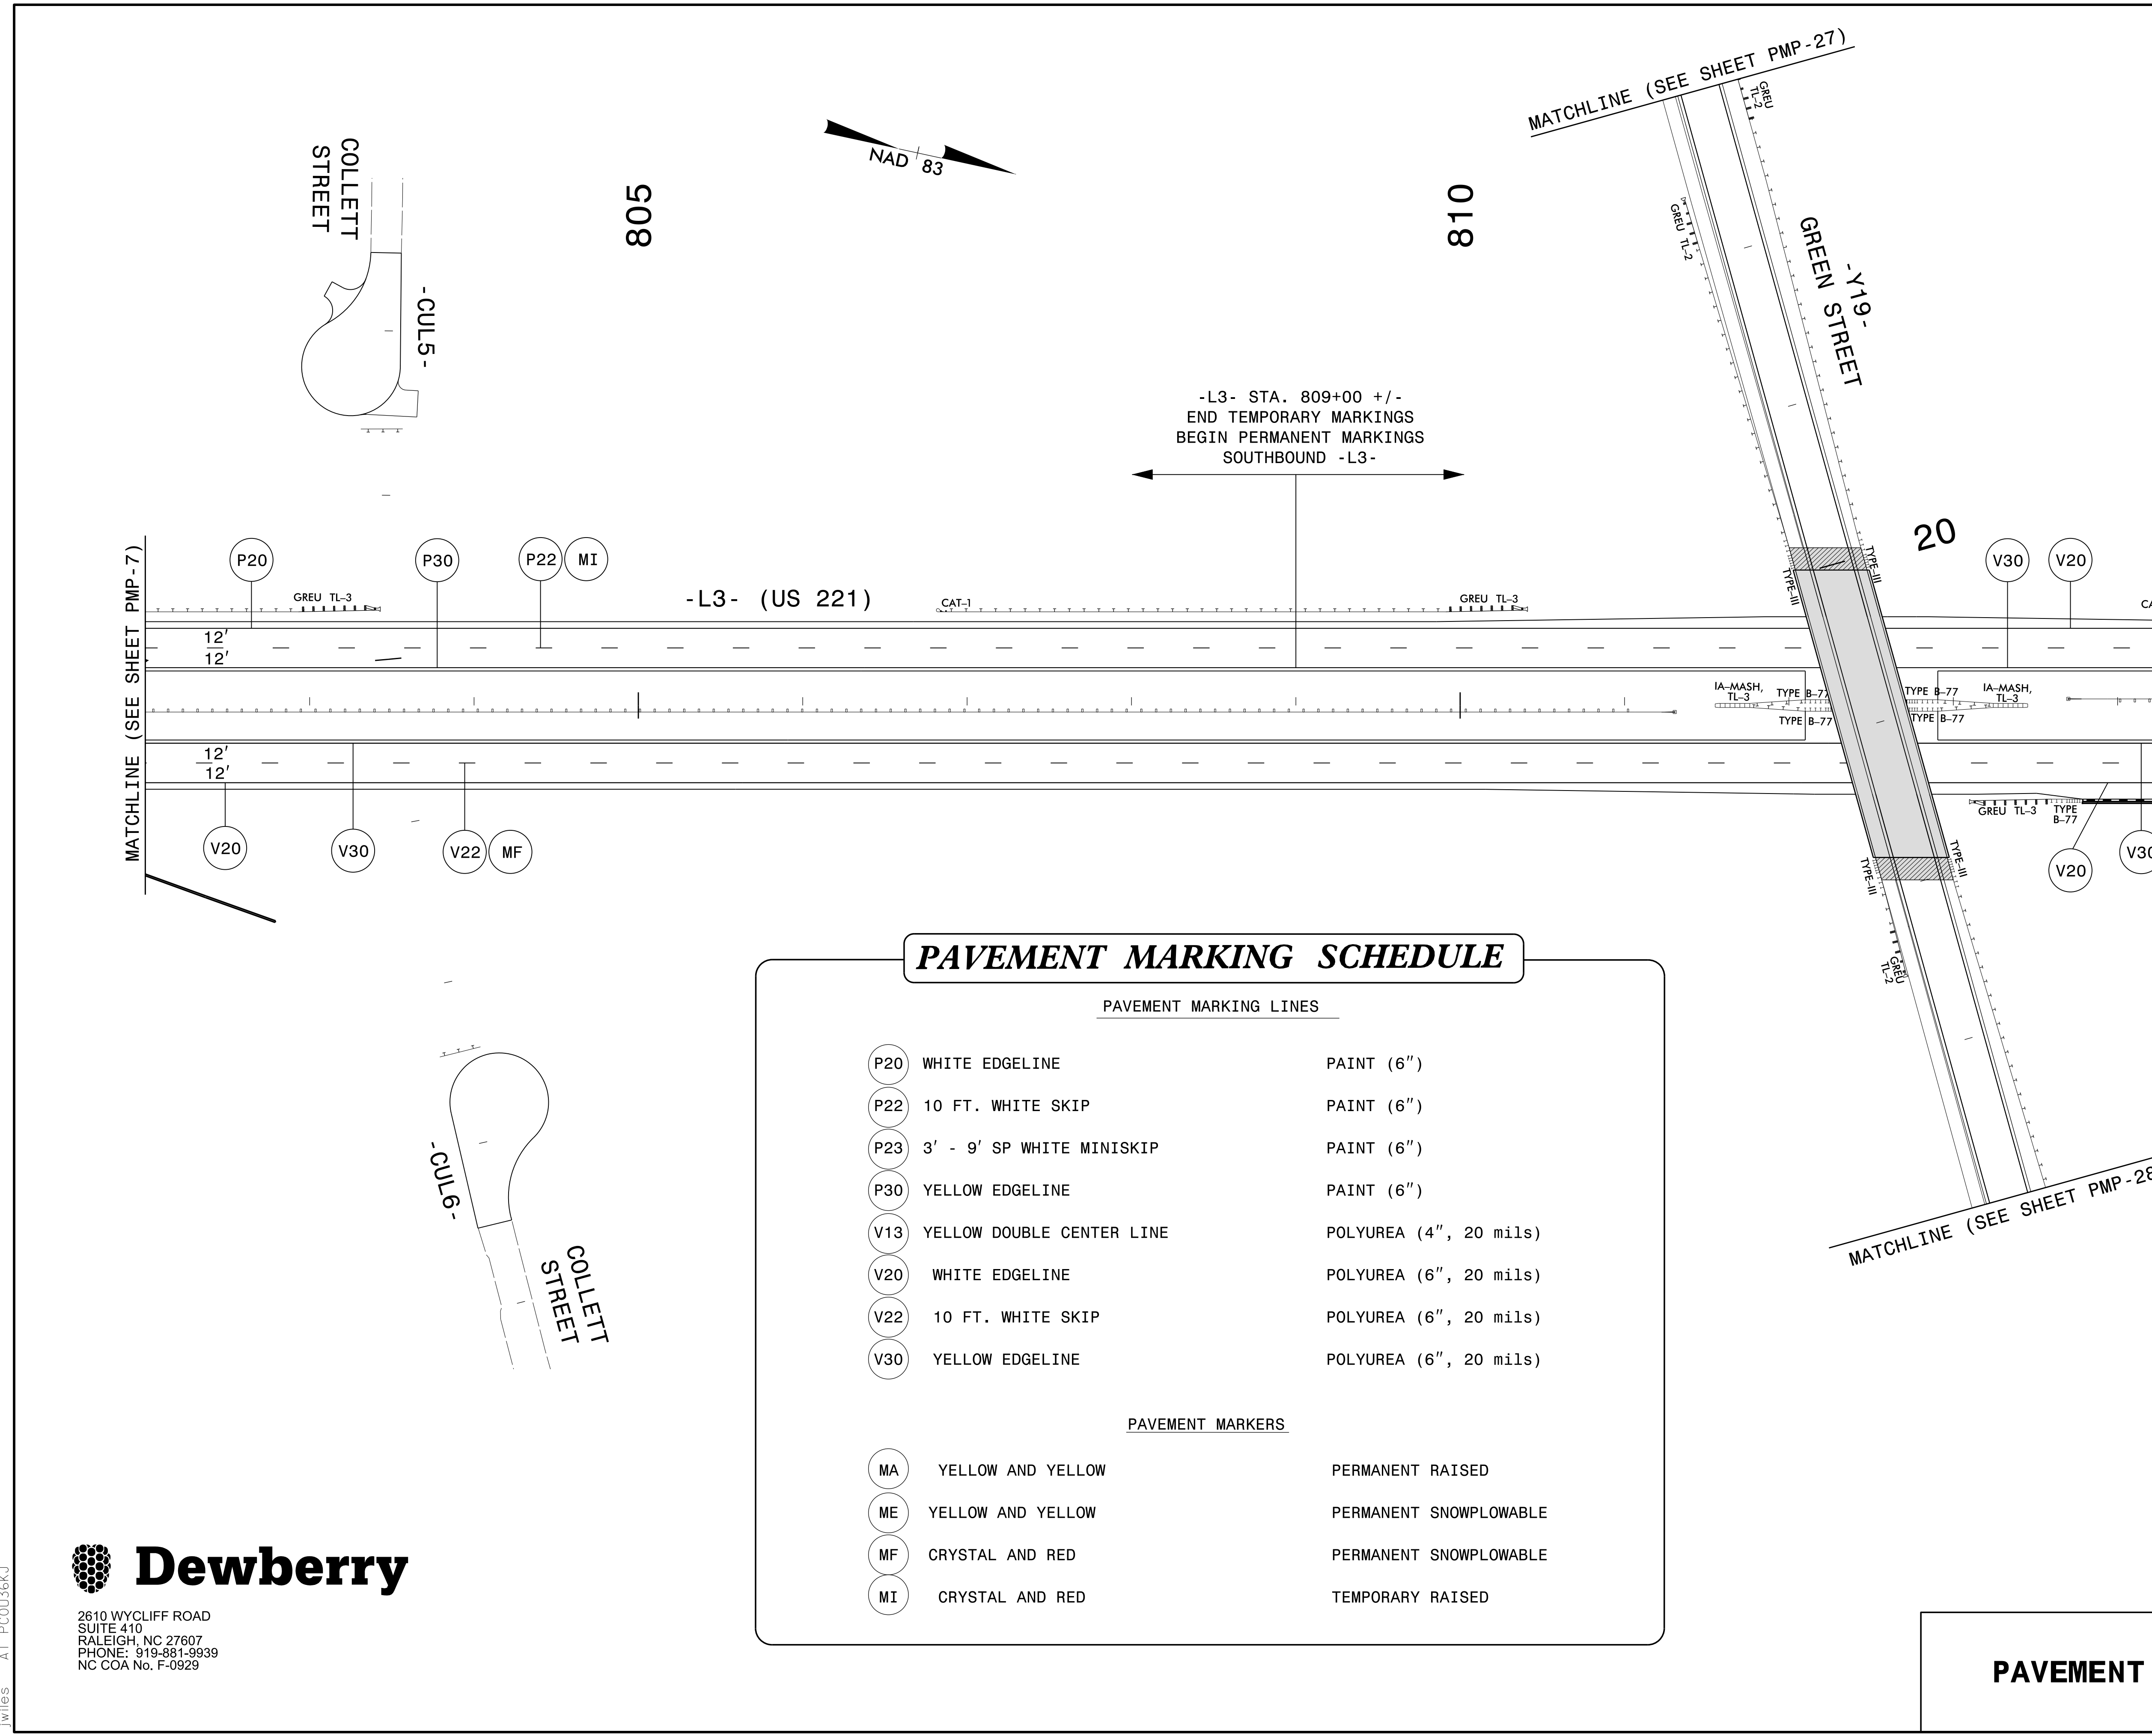 MATCHLINE (SEE SHEET PMP-27)
GREU
TL-2
COLLETT
STREET
NAD 83
805
810
GREU TL-2
-Y19-
GREEN STREET
-CUL5-
-L3- STA. 809+00 +/-
END TEMPORARY MARKINGS
BEGIN PERMANENT MARKINGS
SOUTHBOUND -L3-
20
MATCHLINE (SEE SHEET PMP-7)
P20
P30
P22
MI
V30
V20
TYPE-III
TYPE-III
GREU TL-3
-L3- (US 221)
CAT-1
GREU TL-3
CA
12'
12'
IA-MASH,
TL-3
TYPE B-77
TYPE B-77
TYPE B-77
TYPE B-77
IA-MASH,
TL-3
12'
12'
GREU TL-3
TYPE
B-77
V20
V30
V22
MF
V20
V30
TYPE-III
TYPE-III
GREU
TL-2
PAVEMENT MARKING SCHEDULE
PAVEMENT MARKING LINES
P20 WHITE EDGELINE PAINT (6")
P22 10 FT. WHITE SKIP PAINT (6")
P23 3' - 9' SP WHITE MINISKIP PAINT (6")
P30 YELLOW EDGELINE PAINT (6")
V13 YELLOW DOUBLE CENTER LINE POLYUREA (4", 20 mils)
V20 WHITE EDGELINE POLYUREA (6", 20 mils)
V22 10 FT. WHITE SKIP POLYUREA (6", 20 mils)
V30 YELLOW EDGELINE POLYUREA (6", 20 mils)
PAVEMENT MARKERS
MA YELLOW AND YELLOW PERMANENT RAISED
ME YELLOW AND YELLOW PERMANENT SNOWPLOWABLE
MF CRYSTAL AND RED PERMANENT SNOWPLOWABLE
MI CRYSTAL AND RED TEMPORARY RAISED
-CUL6-
COLLETT
STREET
MATCHLINE (SEE SHEET PMP-28
Dewberry
2610 WYCLIFF ROAD
SUITE 410
RALEIGH, NC 27607
PHONE: 919-881-9939
NC COA No. F-0929
jwiles AT PC0U36KJ
PAVEMENT